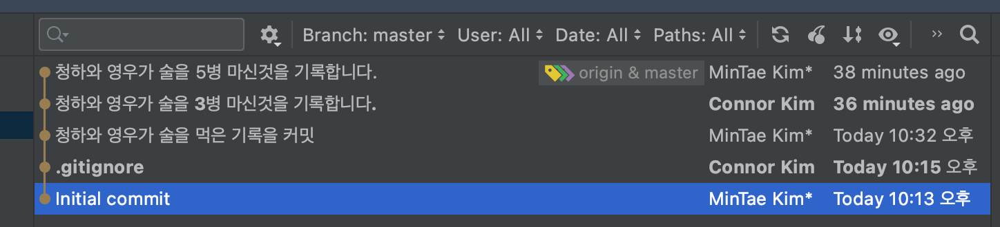 Branch: master User: All Date: All Paths: All
청하와 영우가 술을 5병 마신것을 기록합니다. origin & master MinTae Kim* 38 minutes ago
청하와 영우가 술을 3병 마신것을 기록합니다. Connor Kim 36 minutes ago
청하와 영우가 술을 먹은 기록을 커밋 MinTae Kim* Today 10:32 오후
.gitignore Connor Kim Today 10:15 오후
Initial commit MinTae Kim* Today 10:13 오후